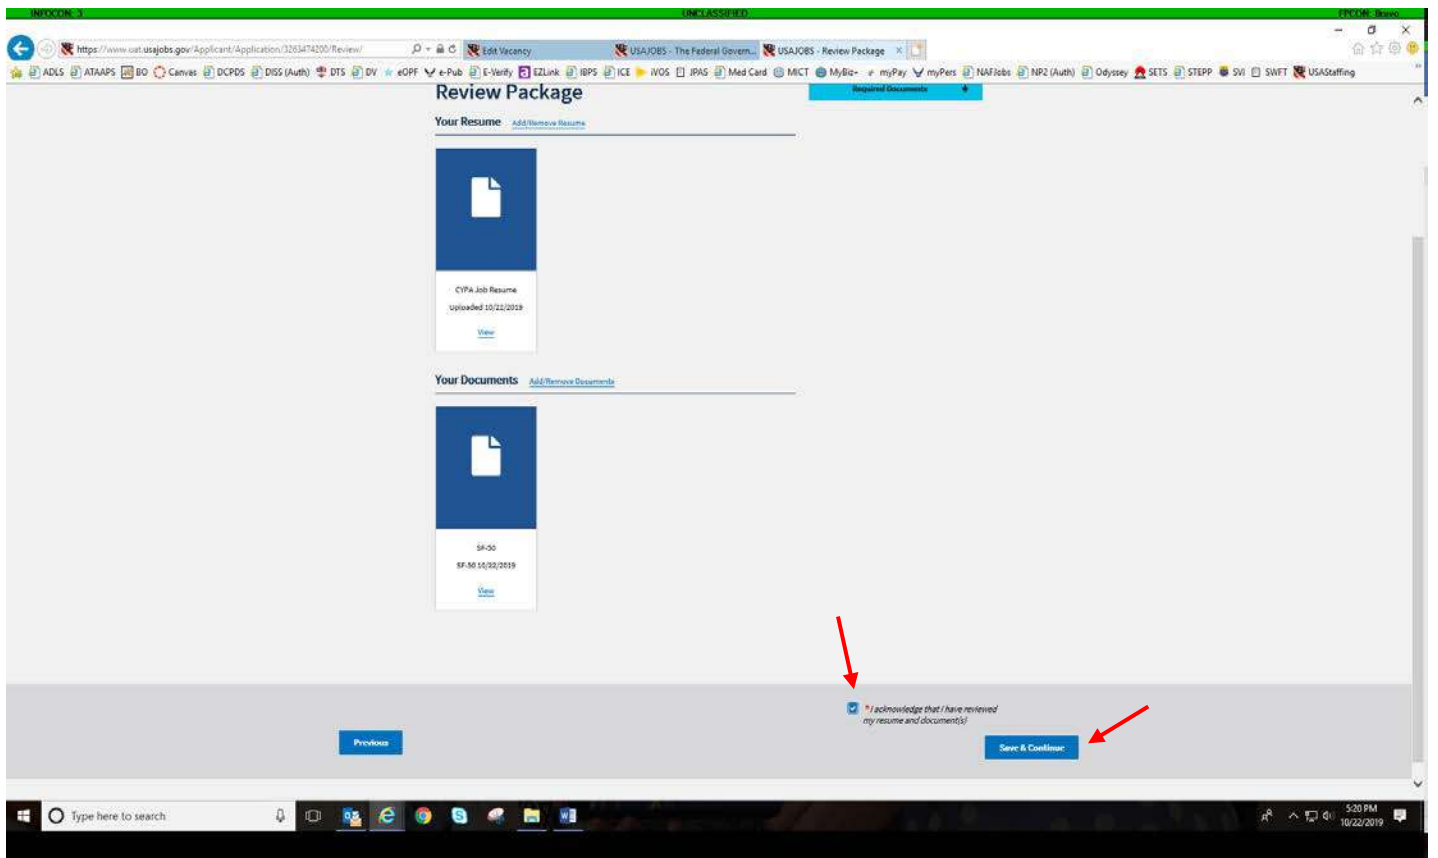 INFOCON: 3 UNCLASSIFIED FPCON: Bravo
https://www.uat.usajobs.gov/Applicant/Application/3263474200/Review/ Edit Vacancy USAJOBS - The Federal Govern... USAJOBS - Review Package
ADLS ATAAPS BO Canvas DCPDS DISS (Auth) DTS DV eOPF e-Pub E-Verify EZLink IBPS ICE iVOS JPAS Med Card MICT MyBiz+ myPay myPers NAFJobs NP2 (Auth) Odyssey SETS STEPP SVI SWFT USAStaffing
Review Package
Required Documents
Your Resume Add/Remove Resume
CYPA Job Resume
Uploaded 10/22/2019
View
Your Documents Add/Remove Documents
SF-50
SF-50 10/22/2019
View
*I acknowledge that I have reviewed
my resume and document(s)
Previous
Save & Continue
Type here to search
5:20 PM
10/22/2019